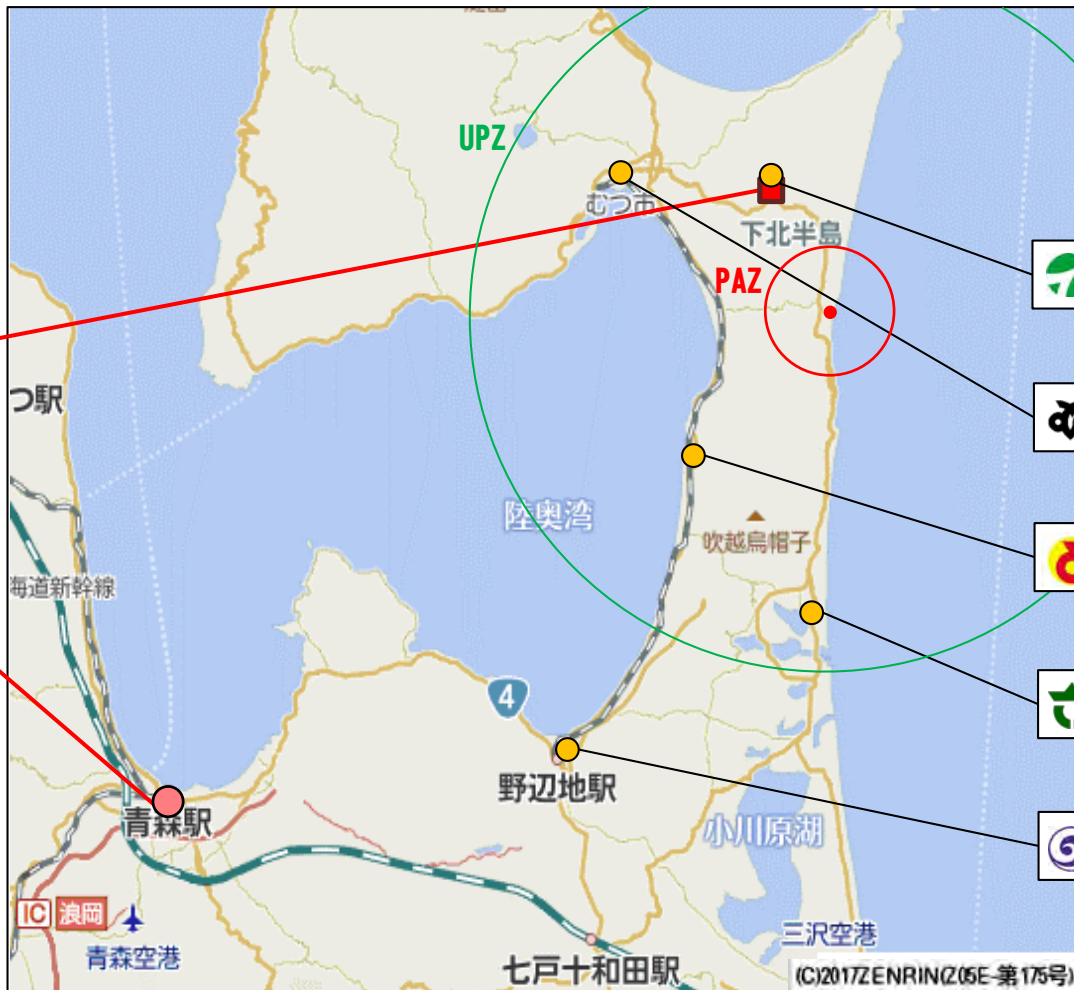 UPZ
むつ市
下北半島
PAZ
つ駅
陸奥湾
吹越烏帽子
海道新幹線
4
野辺地駅
青森駅
小川原湖
IC 浪岡
青森空港
三沢空港
七戸十和田駅
(C)2017ZENRIN(Z05E-第175号)